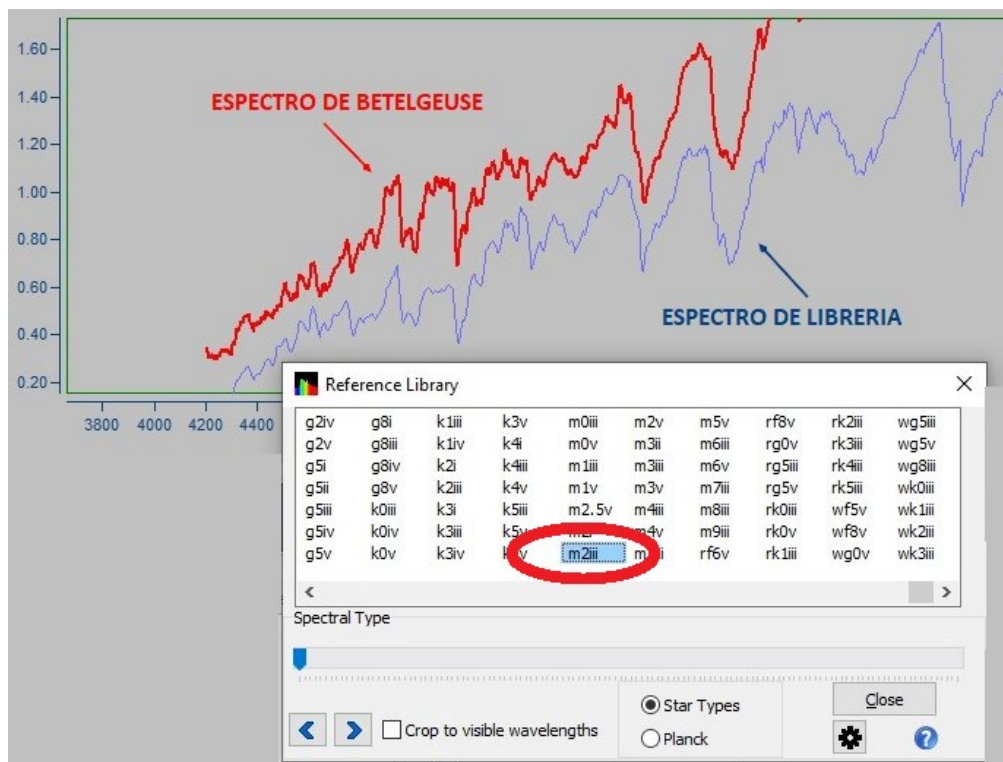 1.60
1.40
1.20
1.00
0.80
0.60
0.40
0.20
ESPECTRO DE BETELGEUSE
ESPECTRO DE LIBRERIA
3800 4000 4200 4400
Reference Library
g2iv g8i k1iii k3v m0iii m2v m5v rf8v rk2iii wg5iii
g2v g8iii k1iv k4i m0v m3ii m6iii rg0v rk3iii wg5v
g5i g8iv k2i k4iii m1iii m3iii m6v rg5iii rk4iii wg8iii
g5ii g8v k2iii k4v m1v m3v m7iii rg5v rk5iii wk0iii
g5iii k0iii k3i k5iii m2.5v m4iii m8iii rk0iii wf5v wk1iii
g5iv k0iv k3iii k5v m4v m9iii rk0v wf8v wk2iii
g5v k0v k3iv m2iii rf6v rk1iii wg0v wk3iii
Spectral Type
Crop to visible wavelengths
Star Types
Planck
Close